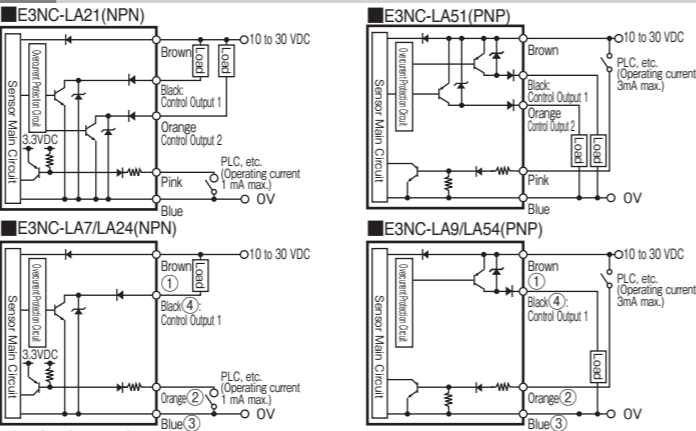 ■E3NC-LA21(NPN)
Sensor Main Circuit
Overcurrent Protection Circuit
3.3VDC
10 to 30 VDC
Brown
Load
Load
Black:
Control Output 1
Orange
Control Output 2
PLC, etc.
(Operating current
1 mA max.)
Pink
0V
Blue
■E3NC-LA51(PNP)
Sensor Main Circuit
Overcurrent Protection Circuit
10 to 30 VDC
Brown
PLC, etc.
(Operating current
3mA max.)
Black:
Control Output 1
Orange
Control Output 2
Load
Load
Pink
0V
Blue
■E3NC-LA7/LA24(NPN)
Sensor Main Circuit
Overcurrent Protection Circuit
3.3VDC
10 to 30 VDC
Brown
①
Load
Black④:
Control Output 1
PLC, etc.
(Operating current
1 mA max.)
Orange②
0V
Blue③
■E3NC-LA9/LA54(PNP)
Sensor Main Circuit
Overcurrent Protection Circuit
10 to 30 VDC
Brown
①
PLC, etc.
(Operating current
3mA max.)
Black④:
Control Output 1
Load
Orange②
0V
Blue③